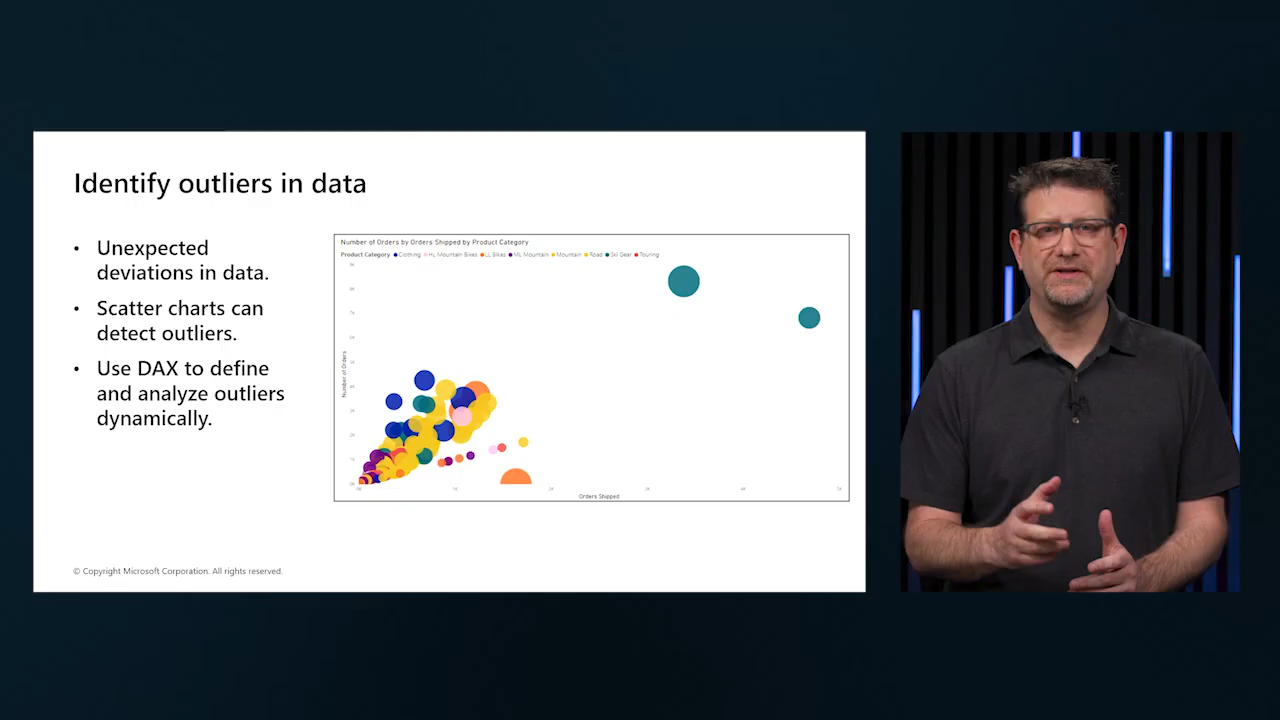 Identify outliers in data
• Unexpected
deviations in data.
• Scatter charts can
detect outliers.
• Use DAX to define
and analyze outliers
dynamically.
Number of Orders by Orders Shipped by Product Category
Product Category Clothing HL Mountain Bikes LL Bikes ML Mountain Mountain Road Ski Gear Touring
Number of Orders
Orders Shipped
© Copyright Microsoft Corporation. All rights reserved.